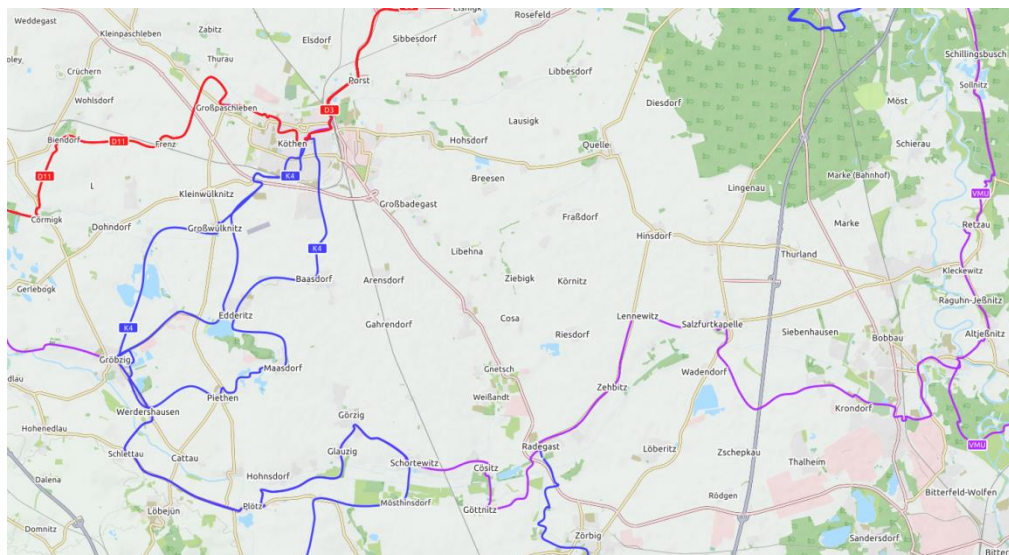 Elsnigk
Weddegast
Zabitz
Rosefeld
Kleinpaschleben
Elsdorf
Sibbesdorf
Schillingsbusch
Thurau
Crüchern
Porst
Libbesdorf
Sollnitz
Wohlsdorf
Großpaschleben
D3
Diesdorf
Möst
Lausigk
Biendorf
D11
Frenz
Köthen
Hohsdorf
Quelle
Schierau
D11
K4
Breesen
Marke (Bahnhof)
L
Kleinwülknitz
Lingenau
VMU
Großbadegast
Cörmigk
Dohndorf
Großwülknitz
Fraßdorf
Marke
Retzau
Hinsdorf
K4
Libehna
Thurland
Kleckewitz
Gerlebogk
Baasdorf
Arensdorf
Ziebigk
Körnitz
Raguhn-Jeßnitz
Edderitz
Cosa
Lennewitz
K4
Gahrendorf
Riesdorf
Salzfurtkapelle
Siebenhausen
Bobbau
Altjeßnitz
Gröbzig
Maasdorf
Gnetsch
Wadendorf
dlau
Zehbitz
Piethen
Weißandt
Werdershausen
Görzig
Krondorf
Hohenedlau
Radegast
VMU
Schlettau
Cattau
Glauzig
Schortewitz
Cösitz
Löberitz
Zschepkau
Thalheim
Dalena
Hohnsdorf
Bitterfeld-Wolfen
Plötz
Mösthinsdorf
Göttnitz
Rödgen
Löbejün
Domnitz
Zörbig
Sandersdorf
Bitter